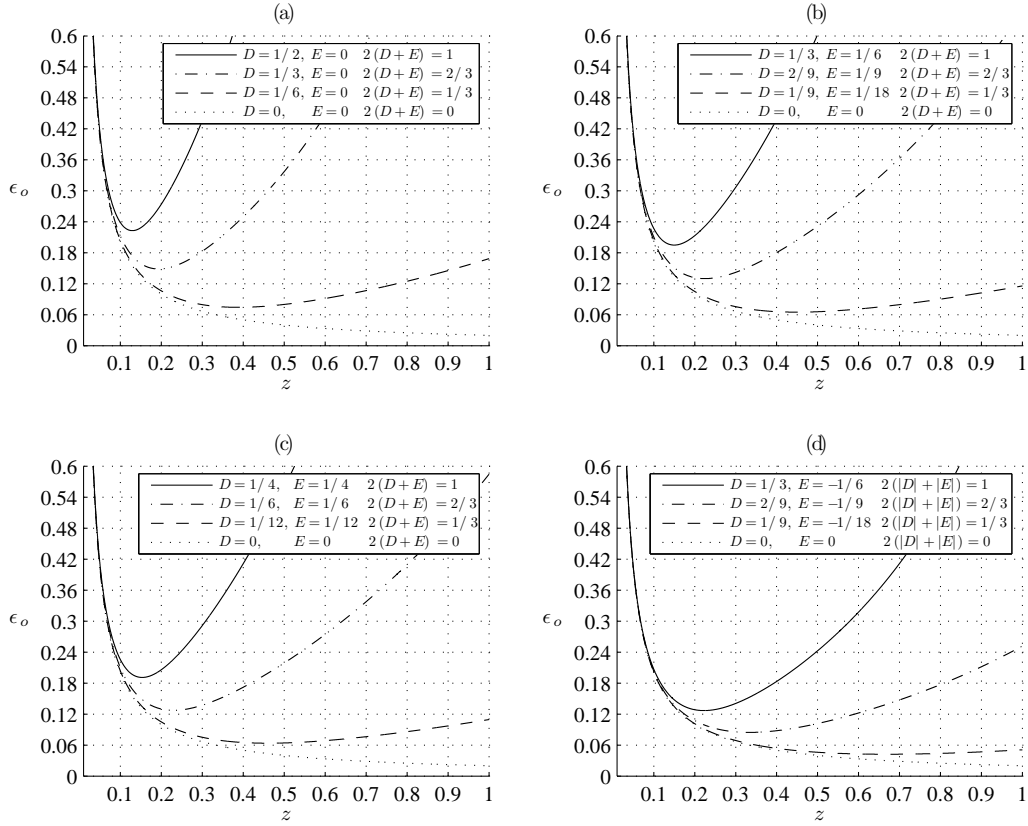 (a)
0.6
0.54
0.48
0.42
0.36
0.3
0.24
0.18
0.12
0.06
0
ϵo
D = 1/2, E = 0 2(D + E) = 1
D = 1/3, E = 0 2(D + E) = 2/3
D = 1/6, E = 0 2(D + E) = 1/3
D = 0, E = 0 2(D + E) = 0
0.1 0.2 0.3 0.4 0.5 0.6 0.7 0.8 0.9 1
z
(b)
0.6
0.54
0.48
0.42
0.36
0.3
0.24
0.18
0.12
0.06
0
ϵo
D = 1/3, E = 1/6 2(D + E) = 1
D = 2/9, E = 1/9 2(D + E) = 2/3
D = 1/9, E = 1/18 2(D + E) = 1/3
D = 0, E = 0 2(D + E) = 0
0.1 0.2 0.3 0.4 0.5 0.6 0.7 0.8 0.9 1
z
(c)
0.6
0.54
0.48
0.42
0.36
0.3
0.24
0.18
0.12
0.06
0
ϵo
D = 1/4, E = 1/4 2(D + E) = 1
D = 1/6, E = 1/6 2(D + E) = 2/3
D = 1/12, E = 1/12 2(D + E) = 1/3
D = 0, E = 0 2(D + E) = 0
0.1 0.2 0.3 0.4 0.5 0.6 0.7 0.8 0.9 1
z
(d)
0.6
0.54
0.48
0.42
0.36
0.3
0.24
0.18
0.12
0.06
0
ϵo
D = 1/3, E = −1/6 2(|D| + |E|) = 1
D = 2/9, E = −1/9 2(|D| + |E|) = 2/3
D = 1/9, E = −1/18 2(|D| + |E|) = 1/3
D = 0, E = 0 2(|D| + |E|) = 0
0.1 0.2 0.3 0.4 0.5 0.6 0.7 0.8 0.9 1
z